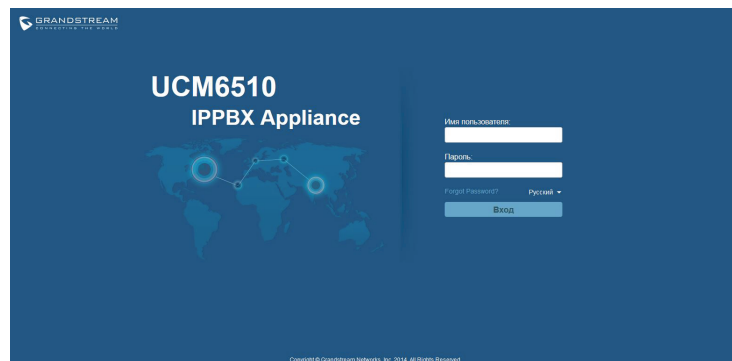 GRANDSTREAM
CONNECTING THE WORLD
UCM6510
IPPBX Appliance
Имя пользователя:
Пароль:
Forgot Password?
Русский
Вход
Copyright © Grandstream Networks, Inc. 2014. All Rights Reserved.